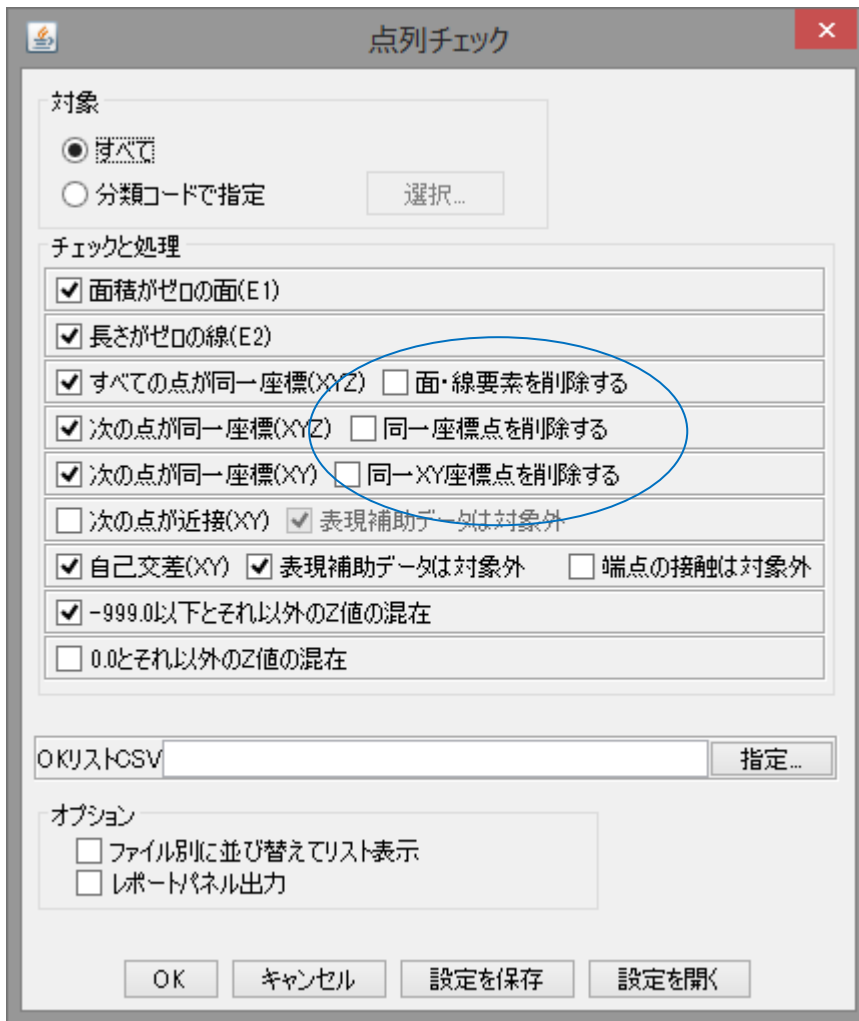 点列チェック
対象
すべて
分類コードで指定 選択...
チェックと処理
面積がゼロの面(E1)
長さがゼロの線(E2)
すべての点が同一座標(XYZ) 面・線要素を削除する
次の点が同一座標(XYZ) 同一座標点を削除する
次の点が同一座標(XY) 同一XY座標点を削除する
次の点が近接(XY) 表現補助データは対象外
自己交差(XY) 表現補助データは対象外 端点の接触は対象外
-999.0以下とそれ以外のZ値の混在
0.0とそれ以外のZ値の混在
OKリストCSV 指定...
オプション
ファイル別に並び替えてリスト表示
レポートパネル出力
OK キャンセル 設定を保存 設定を開く